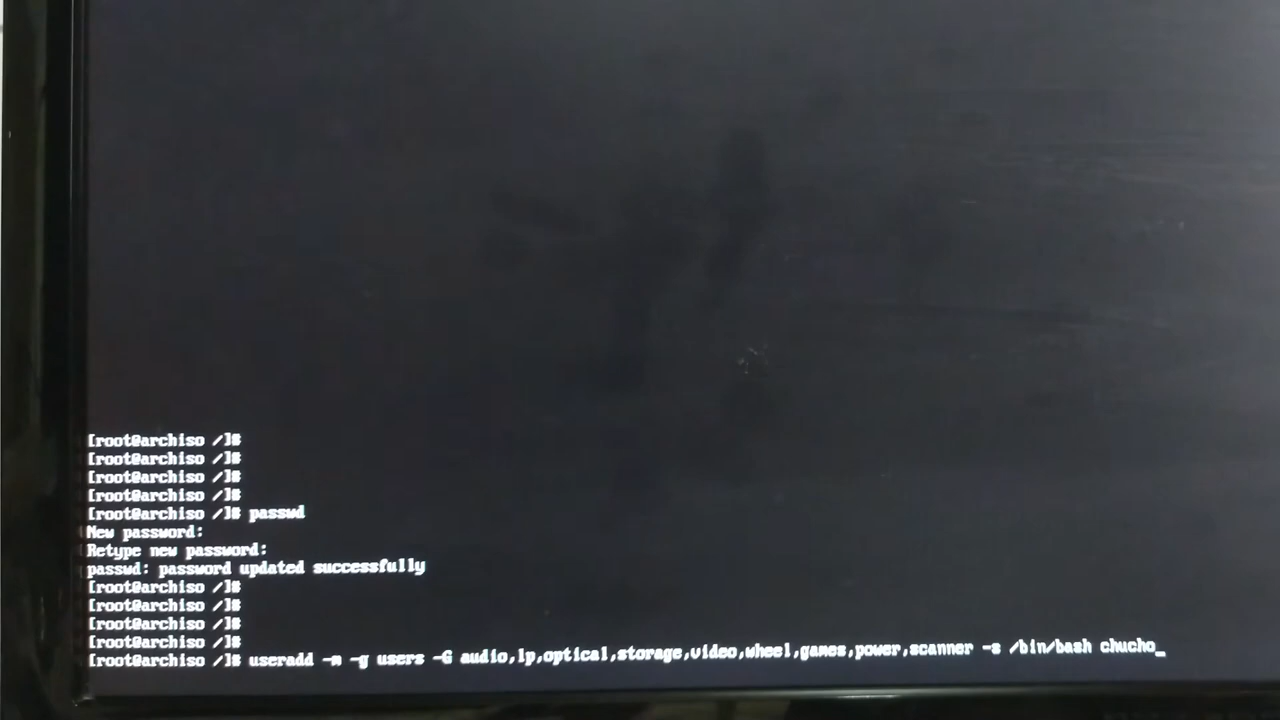 [root@archiso /]#
[root@archiso /]#
[root@archiso /]#
[root@archiso /]#
[root@archiso /]# passwd
New password:
Retype new password:
passwd: password updated successfully
[root@archiso /]#
[root@archiso /]#
[root@archiso /]#
[root@archiso /]#
[root@archiso /]# useradd -m -g users -G audio,lp,optical,storage,video,wheel,games,power,scanner -s /bin/bash chucho_